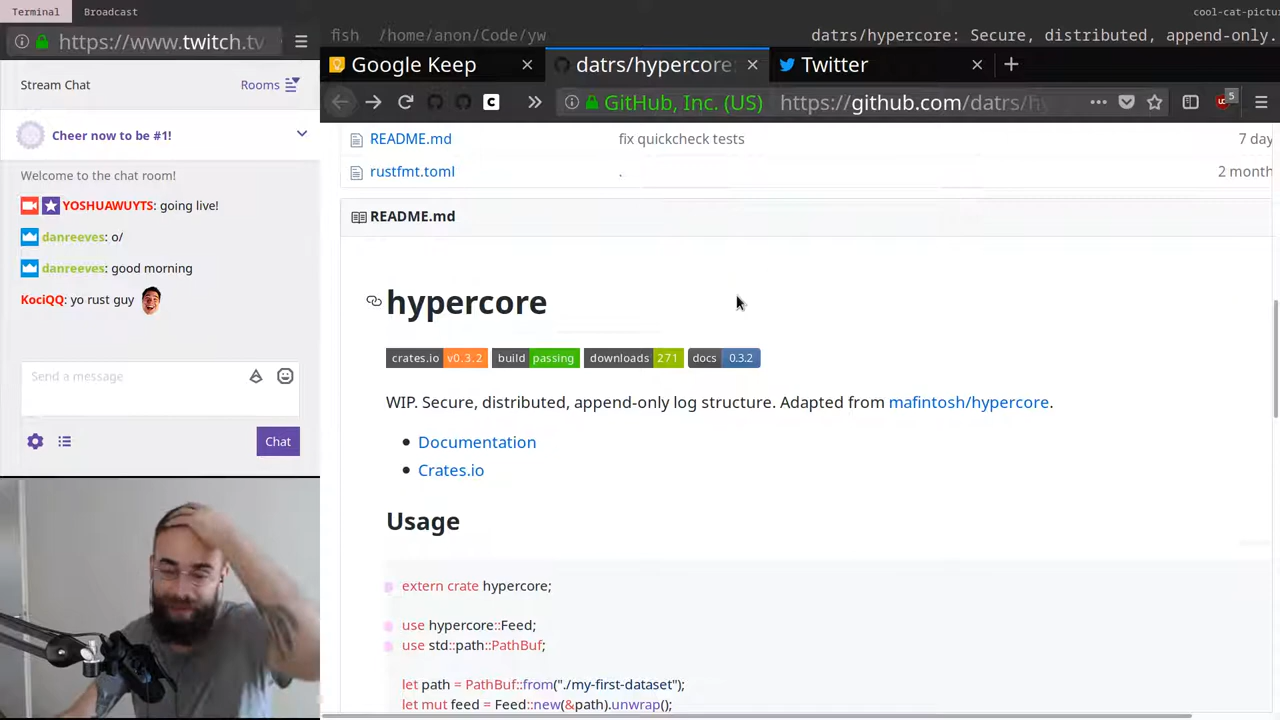 Terminal Broadcast cool-cat-pictur
https://www.twitch.tv
fish /home/anon/Code/yw datrs/hypercore: Secure, distributed, append-only.
Google Keep datrs/hypercore: Twitter
GitHub, Inc. (US) https://github.com/datrs/hy 5
Stream Chat Rooms
Cheer now to be #1!
Welcome to the chat room!
YOSHUAWUYTS: going live!
danreeves: o/
danreeves: good morning
KociQQ: yo rust guy
Send a message
Chat
README.md fix quickcheck tests 7 day
rustfmt.toml . 2 month
README.md
hypercore
crates.io v0.3.2 build passing downloads 271 docs 0.3.2
WIP. Secure, distributed, append-only log structure. Adapted from mafintosh/hypercore.
Documentation
Crates.io
Usage
extern crate hypercore;
use hypercore::Feed;
use std::path::PathBuf;
let path = PathBuf::from("./my-first-dataset");
let mut feed = Feed::new(&path).unwrap();